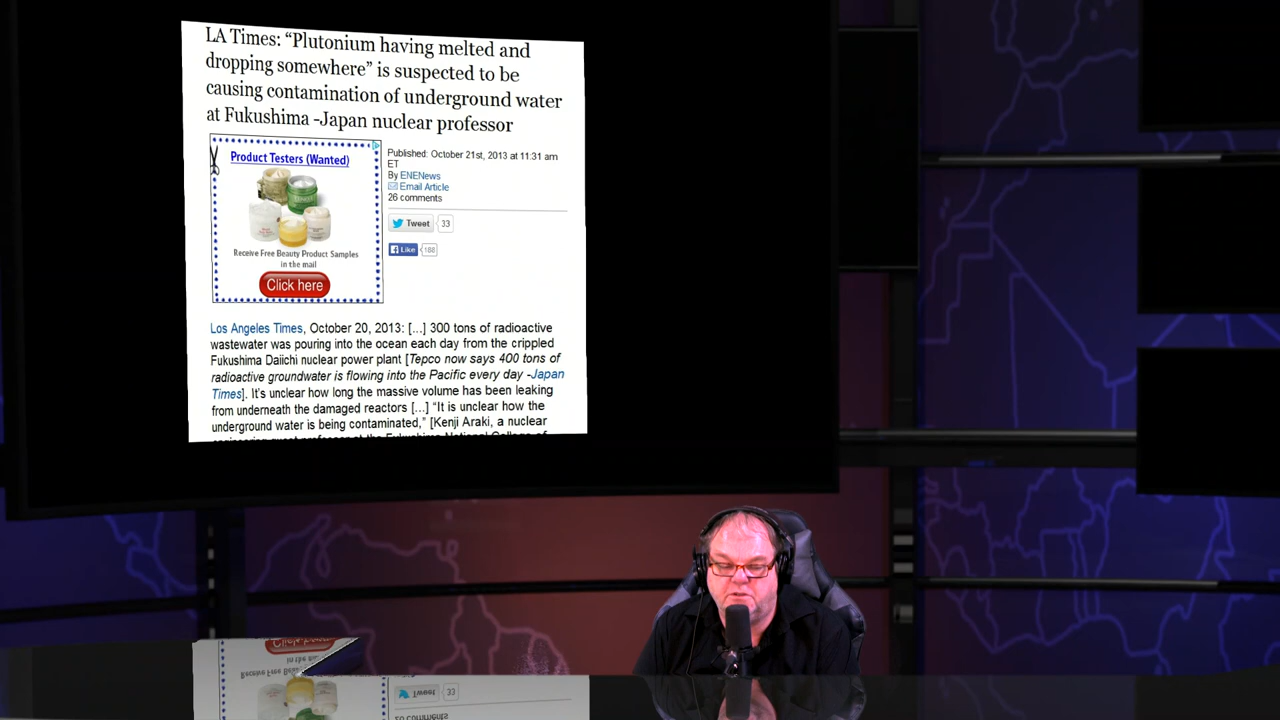 LA Times: “Plutonium having melted and
dropping somewhere” is suspected to be
causing contamination of underground water
at Fukushima -Japan nuclear professor
Product Testers (Wanted)
Receive Free Beauty Product Samples
in the mail
Click here
Published: October 21st, 2013 at 11:31 am
ET
By ENENews
Email Article
26 comments
Tweet 33
Like 188
Los Angeles Times, October 20, 2013: [...] 300 tons of radioactive
wastewater was pouring into the ocean each day from the crippled
Fukushima Daiichi nuclear power plant [Tepco now says 400 tons of
radioactive groundwater is flowing into the Pacific every day -Japan
Times]. It’s unclear how long the massive volume has been leaking
from underneath the damaged reactors [...] “It is unclear how the
underground water is being contaminated,” [Kenji Araki, a nuclear